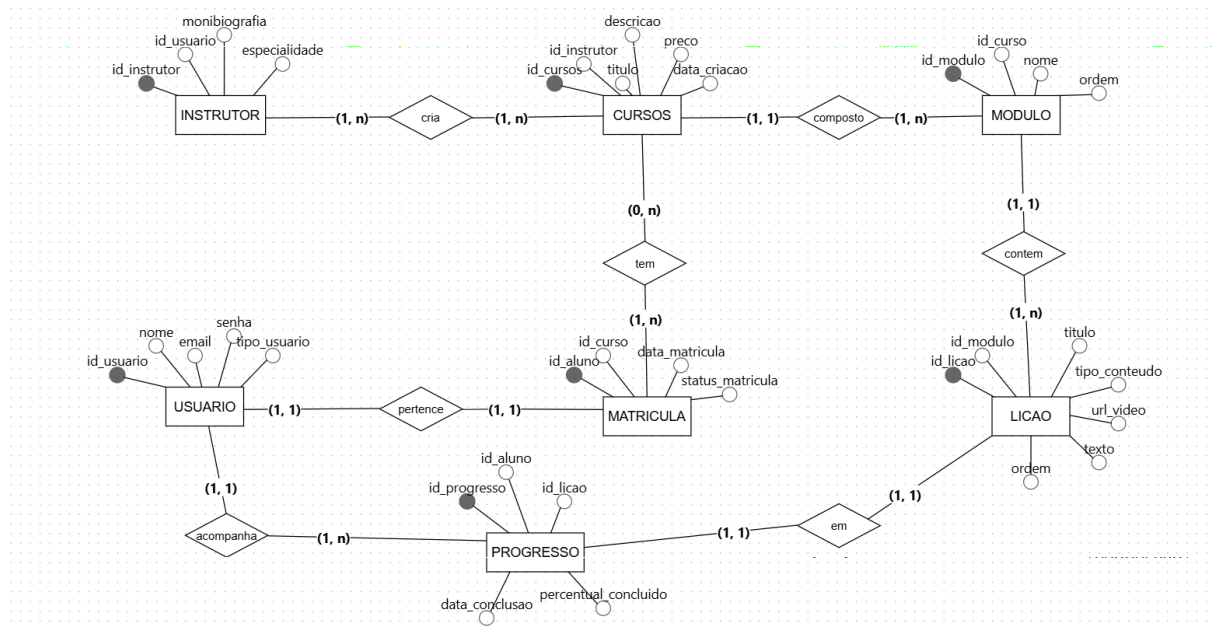 monibiografia
id_usuario
especialidade
id_instrutor
INSTRUTOR
(1, n)
cria
(1, n)
descricao
id_instrutor
preco
id_cursos
titulo
data_criacao
CURSOS
(1, 1)
composto
(1, n)
id_curso
id_modulo
nome
ordem
MODULO
(0, n)
tem
(1, n)
(1, 1)
contem
(1, n)
senha
nome
email
tipo_usuario
id_usuario
USUARIO
(1, 1)
pertence
(1, 1)
id_curso
data_matricula
id_aluno
status_matricula
MATRICULA
titulo
id_modulo
id_licao
tipo_conteudo
url_video
texto
ordem
LICAO
(1, 1)
acompanha
(1, n)
id_aluno
id_progresso
id_licao
PROGRESSO
data_conclusao
percentual_concluido
(1, 1)
em
(1, 1)